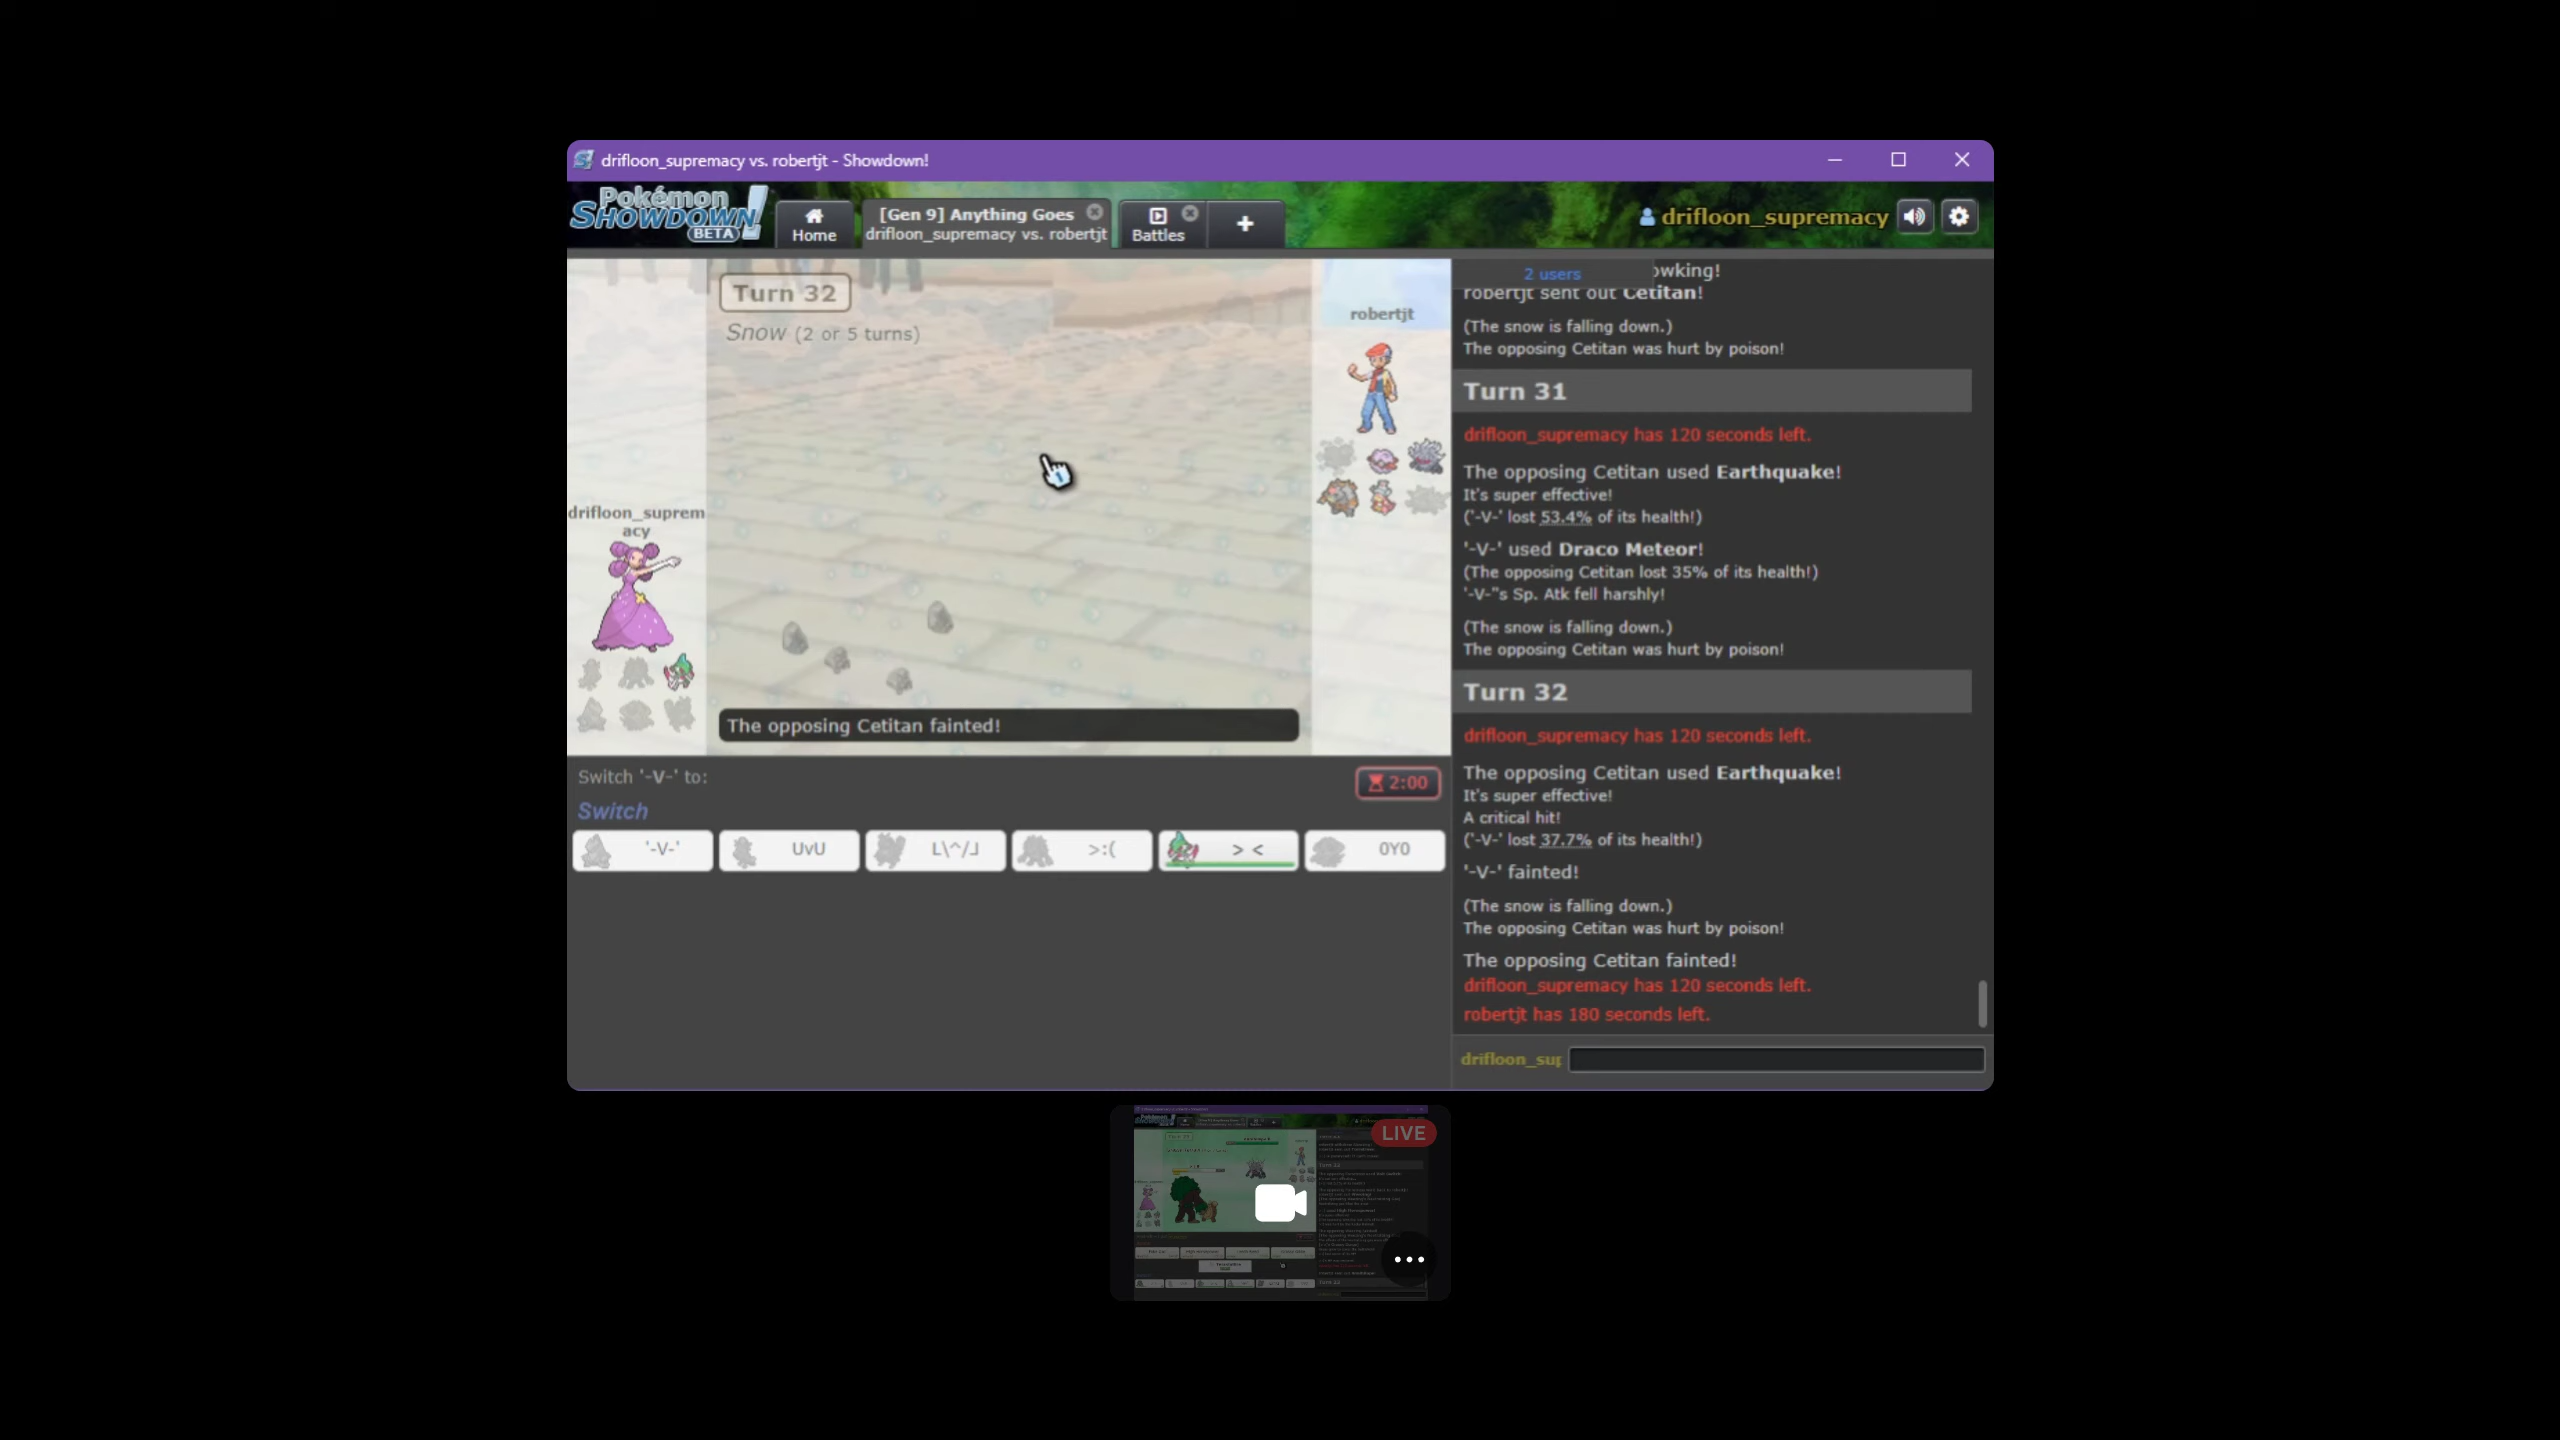 drifloon_supremacy vs. robertjt - Showdown!
Pokémon
SHOWDOWN!
BETA
Home
[Gen 9] Anything Goes
drifloon_supremacy vs. robertjt
Battles
+
drifloon_supremacy
Turn 32
Snow (2 or 5 turns)
robertjt
drifloon_suprem
acy
The opposing Cetitan fainted!
Switch '-V-' to:
2:00
Switch
'-V-'
UvU
L\^/⅃
>:(
> <
0Y0
2 users
owking!
robertjt sent out Cetitan!
(The snow is falling down.)
The opposing Cetitan was hurt by poison!
Turn 31
drifloon_supremacy has 120 seconds left.
The opposing Cetitan used Earthquake!
It's super effective!
('-V-' lost 53.4% of its health!)
'-V-' used Draco Meteor!
(The opposing Cetitan lost 35% of its health!)
'-V-'’s Sp. Atk fell harshly!
(The snow is falling down.)
The opposing Cetitan was hurt by poison!
Turn 32
drifloon_supremacy has 120 seconds left.
The opposing Cetitan used Earthquake!
It's super effective!
A critical hit!
('-V-' lost 37.7% of its health!)
'-V-' fainted!
(The snow is falling down.)
The opposing Cetitan was hurt by poison!
The opposing Cetitan fainted!
drifloon_supremacy has 120 seconds left.
robertjt has 180 seconds left.
drifloon_sup
LIVE